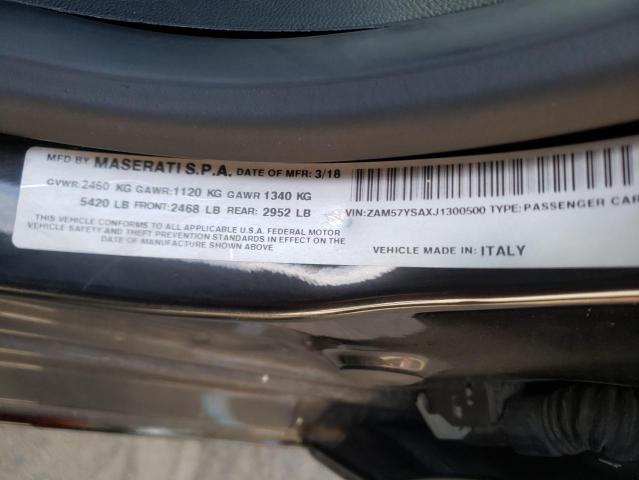 MFD BY MASERATI S.P.A. DATE OF MFR: 3/18
GVWR:2460 KG GAWR:1120 KG GAWR 1340 KG
5420 LB FRONT:2468 LB REAR: 2952 LB
THIS VEHICLE CONFORMS TO ALL APPLICABLE U.S.A. FEDERAL MOTOR
VEHICLE SAFETY AND THEFT PREVENTION STANDARDS IN EFFECT ON THE
DATE OF MANUFACTURE SHOWN ABOVE
VIN:ZAM57YSAXJ1300500 TYPE: PASSENGER CAR
VEHICLE MADE IN: ITALY